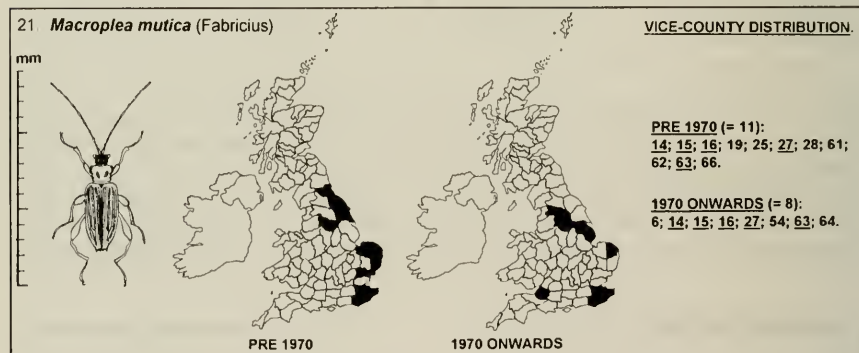 21. Macroplea mutica (Fabricius)
VICE-COUNTY DISTRIBUTION.
mm
PRE 1970 (= 11):
14; 15; 16; 19; 25; 27; 28; 61;
62; 63; 66.
1970 ONWARDS (= 8):
6; 14; 15; 16; 27; 54; 63; 64.
PRE 1970
1970 ONWARDS